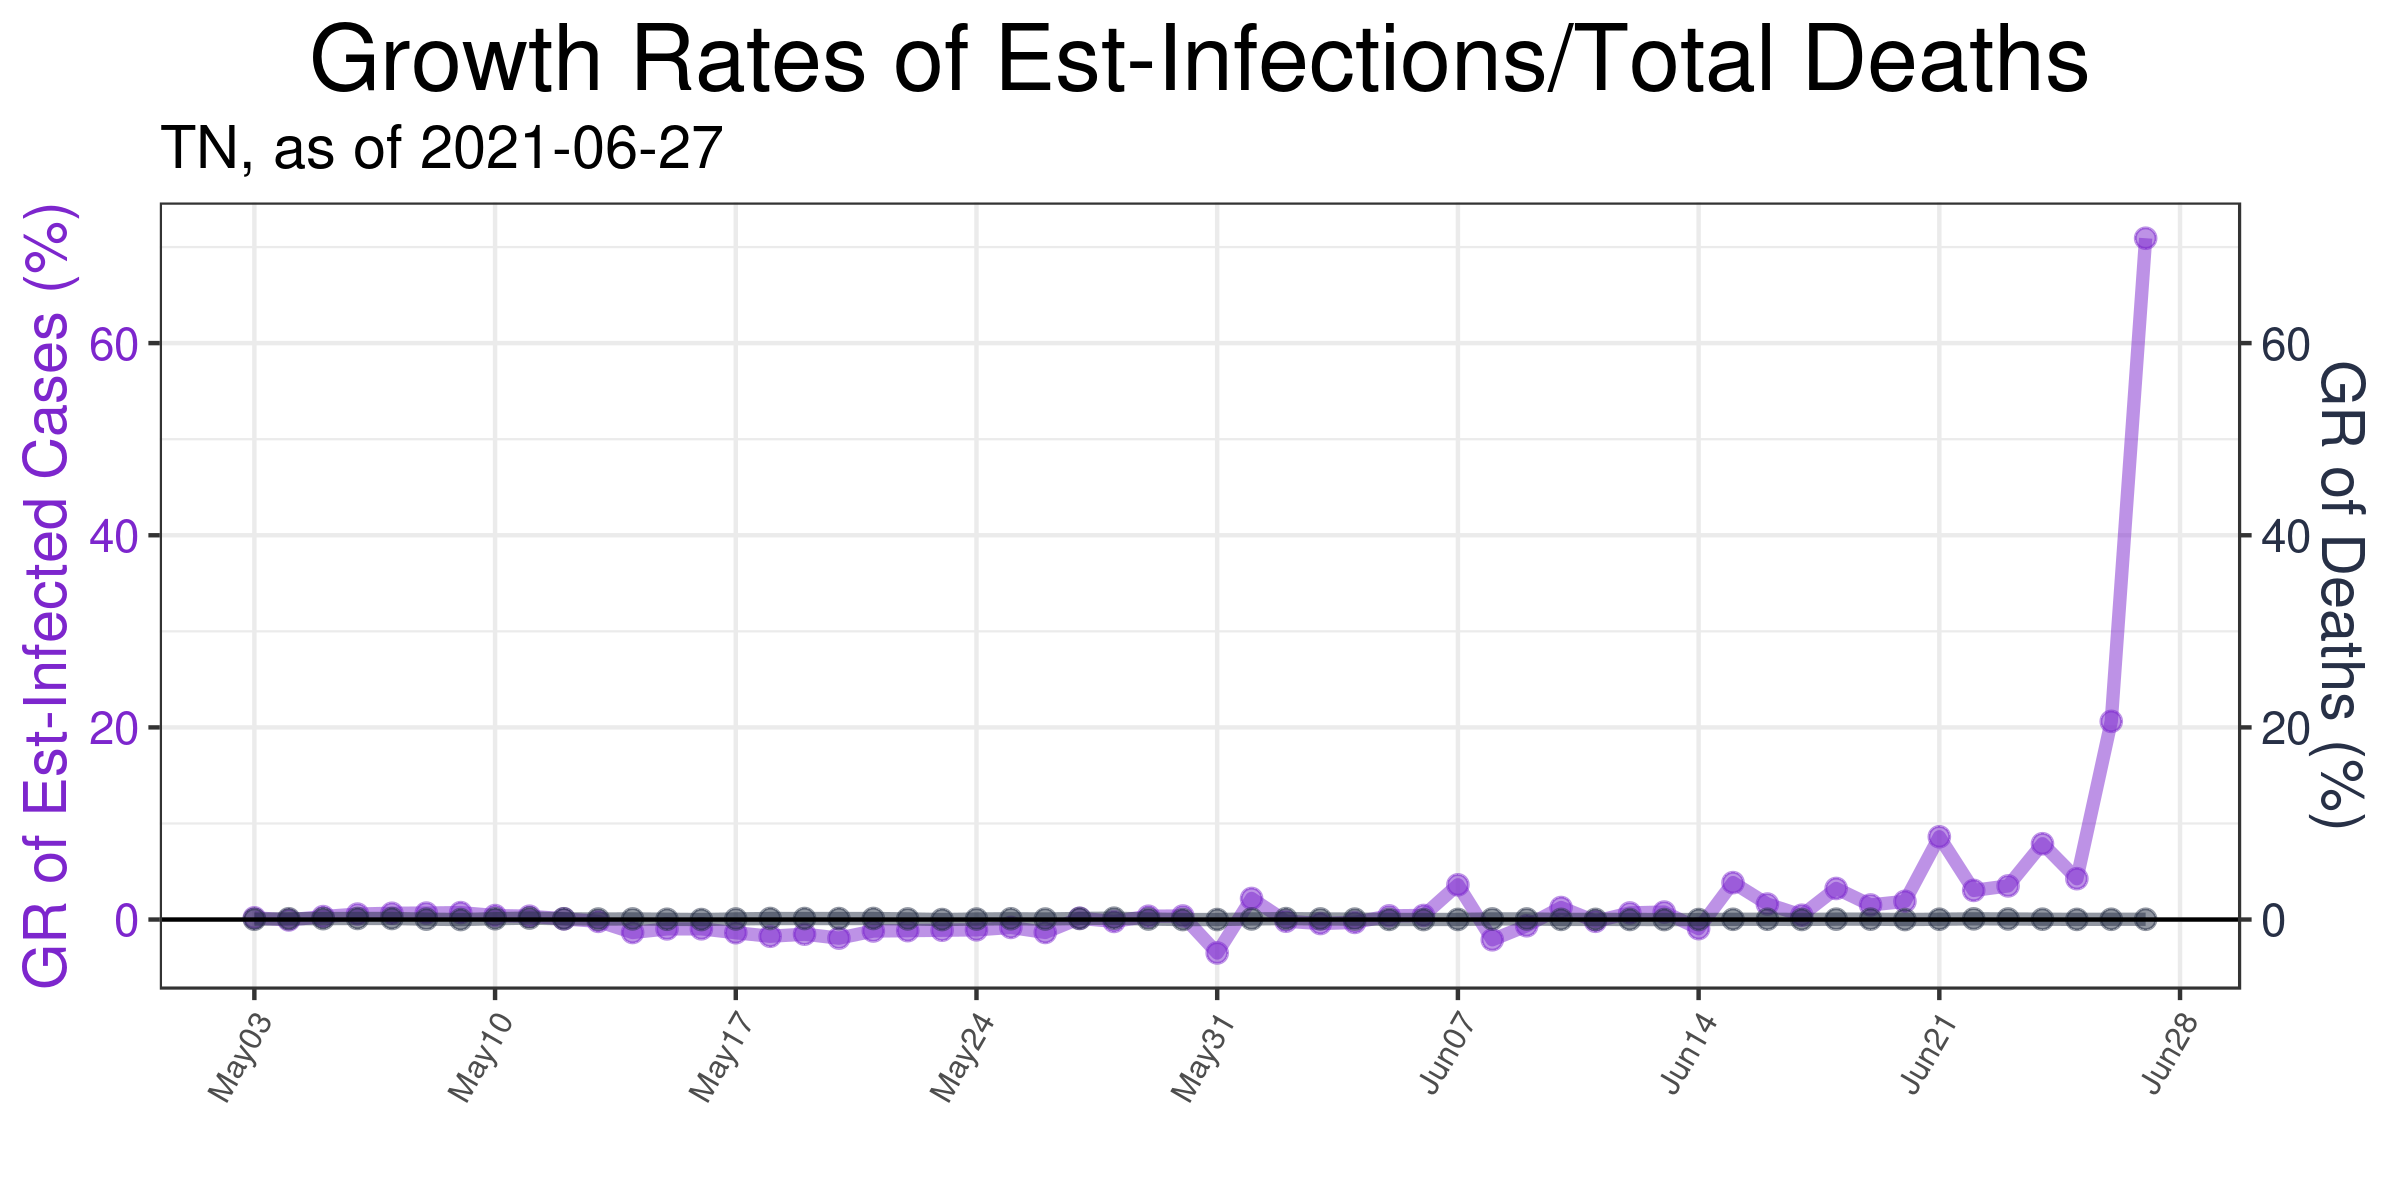 Growth Rates of Est-Infections/Total Deaths
TN, as of 2021-06-27
GR of Est-Infected Cases (%)
60
40
20
0
60
40
20
0
GR of Deaths (%)
May03
May10
May17
May24
May31
Jun07
Jun14
Jun21
Jun28